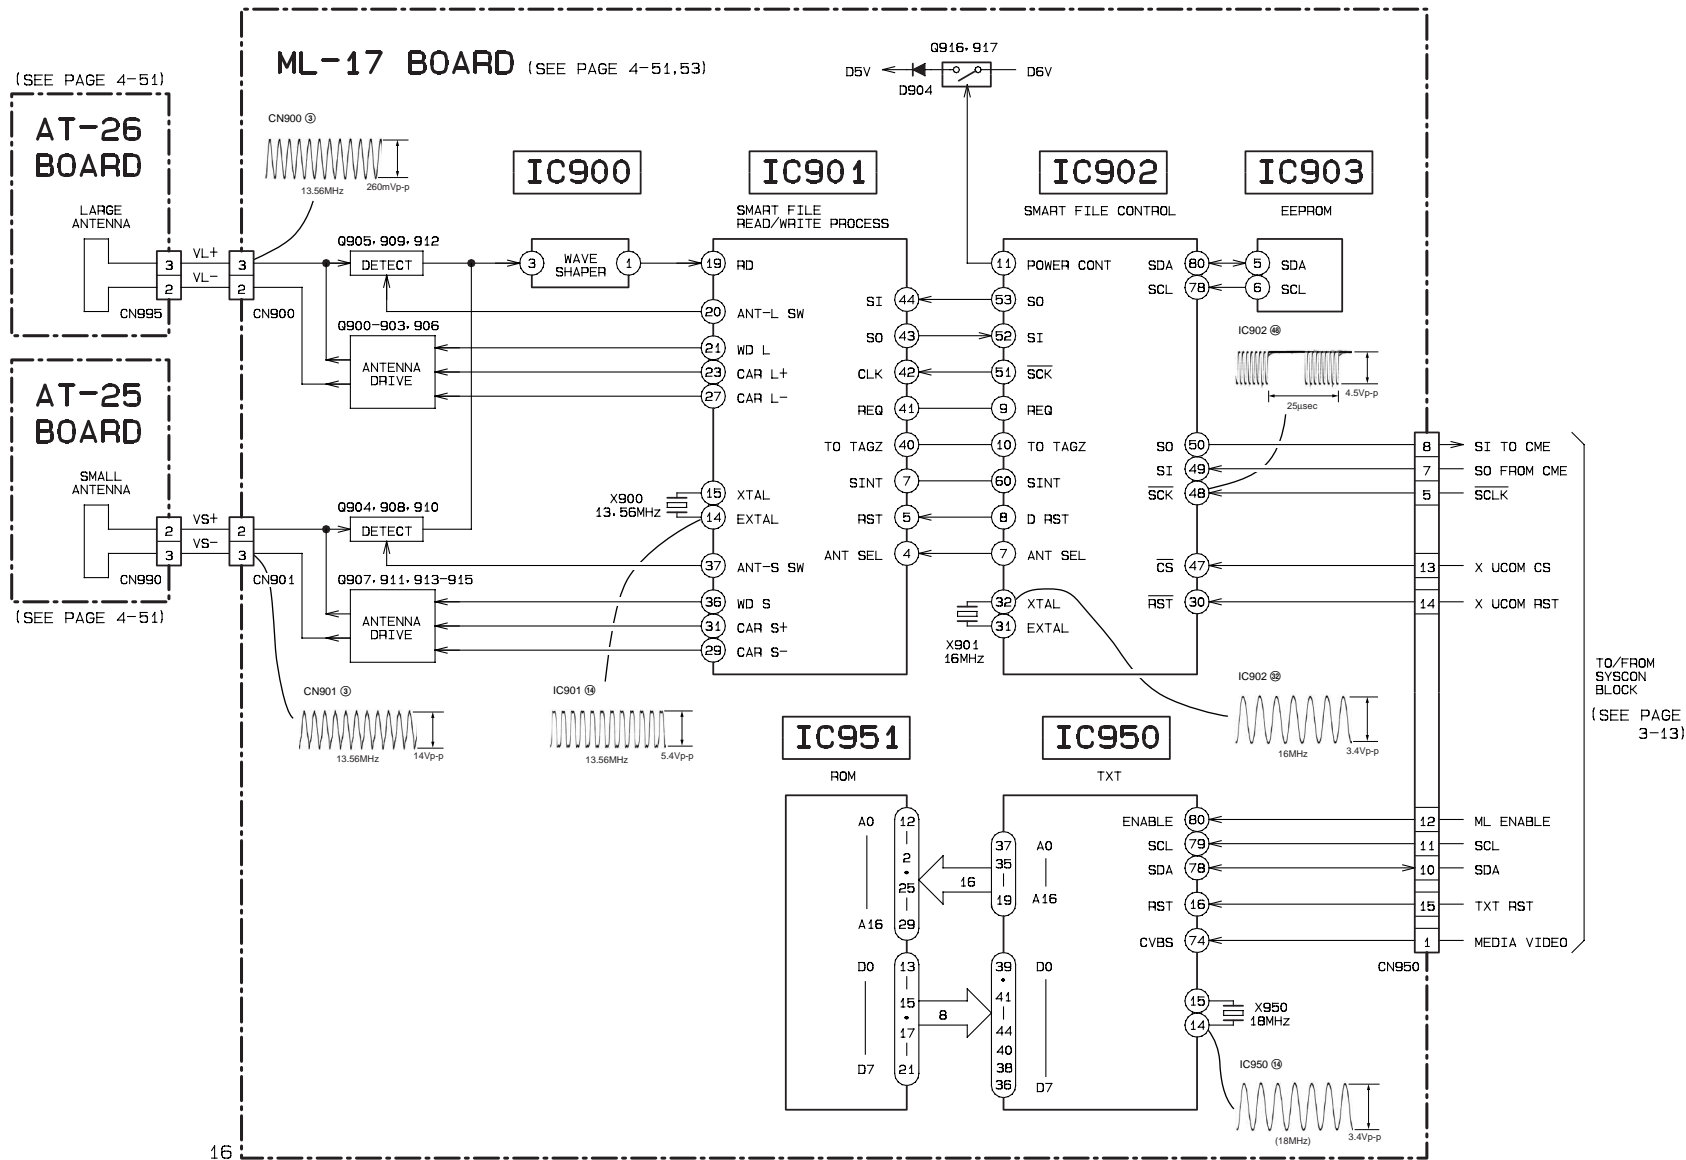 ML-17 BOARD (SEE PAGE 4-51,53)
(SEE PAGE 4-51)
AT-26
BOARD
LARGE
ANTENNA
3
2
CN995
VL+
VL-
3
2
CN900
CN900 ③
13.56MHz
260mVp-p
AT-25
BOARD
SMALL
ANTENNA
2
3
CN990
(SEE PAGE 4-51)
VS+
VS-
2
3
CN901
CN901 ③
13.56MHz
14Vp-p
Q905, 909, 912
DETECT
Q900-903, 906
ANTENNA
DRIVE
Q904, 908, 910
DETECT
Q907, 911, 913-915
ANTENNA
DRIVE
IC900
3
WAVE
SHAPER
1
IC901
SMART FILE
READ/WRITE PROCESS
19 RD
20 ANT-L SW
21 WD L
23 CAR L+
27 CAR L-
X900
13.56MHz
15 XTAL
14 EXTAL
37 ANT-S SW
36 WD S
31 CAR S+
29 CAR S-
SI 44
SO 43
CLK 42
REQ 41
TO TAGZ 40
SINT 7
RST 5
ANT SEL 4
IC901 ⑭
13.56MHz
5.4Vp-p
Q916, 917
D5V
D904
D6V
IC902
SMART FILE CONTROL
11 POWER CONT
53 SO
52 SI
51 SCK
9 REQ
10 TO TAGZ
60 SINT
8 D RST
7 ANT SEL
32 XTAL
31 EXTAL
X901
16MHz
SDA 80
SCL 78
SO 50
SI 49
SCK 48
CS 47
RST 30
IC903
EEPROM
5 SDA
6 SCL
IC902 ㊽
4.5Vp-p
25µsec
IC902 ㉜
16MHz
3.4Vp-p
8 SI TO CME
7 SO FROM CME
5 SCLK
13 X UCOM CS
14 X UCOM RST
12 ML ENABLE
11 SCL
10 SDA
15 TXT RST
1 MEDIA VIDEO
CN950
TO/FROM
SYSCON
BLOCK
(SEE PAGE
3-13)
IC951
ROM
A0
A16
12
2
25
29
D0
D7
13
15
17
21
16
8
IC950
TXT
37
35
19
A0
A16
39
41
44
40
38
36
D0
D7
ENABLE 80
SCL 79
SDA 78
RST 16
CVBS 74
15
14
X950
18MHz
IC950 ⑭
(18MHz)
3.4Vp-p
16